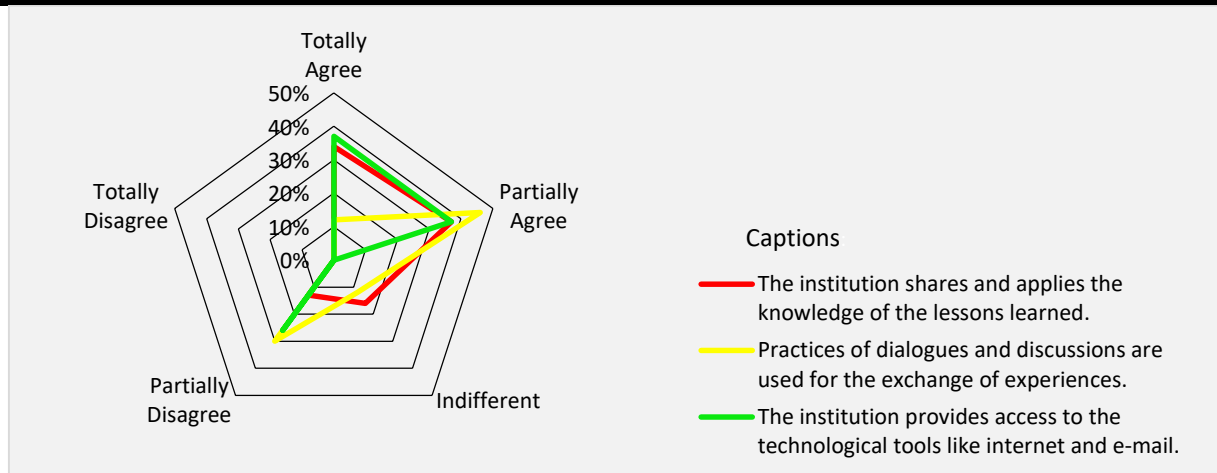 Totally
Agree
50%
40%
30%
20%
10%
0%
Partially
Agree
Indifferent
Partially
Disagree
Totally
Disagree
Captions
The institution shares and applies the
knowledge of the lessons learned.
Practices of dialogues and discussions are
used for the exchange of experiences.
The institution provides access to the
technological tools like internet and e-mail.